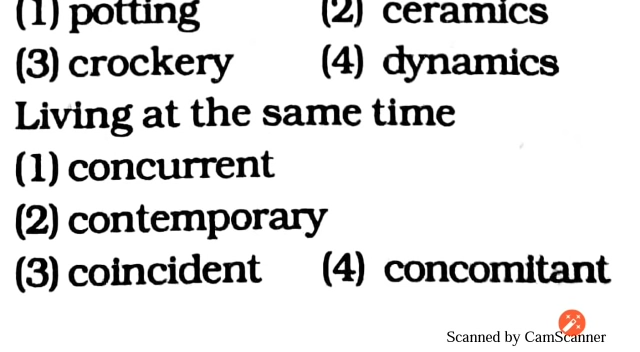 (1) potting (2) ceramics
(3) crockery (4) dynamics
Living at the same time
(1) concurrent
(2) contemporary
(3) coincident (4) concomitant
Scanned by CamScanner